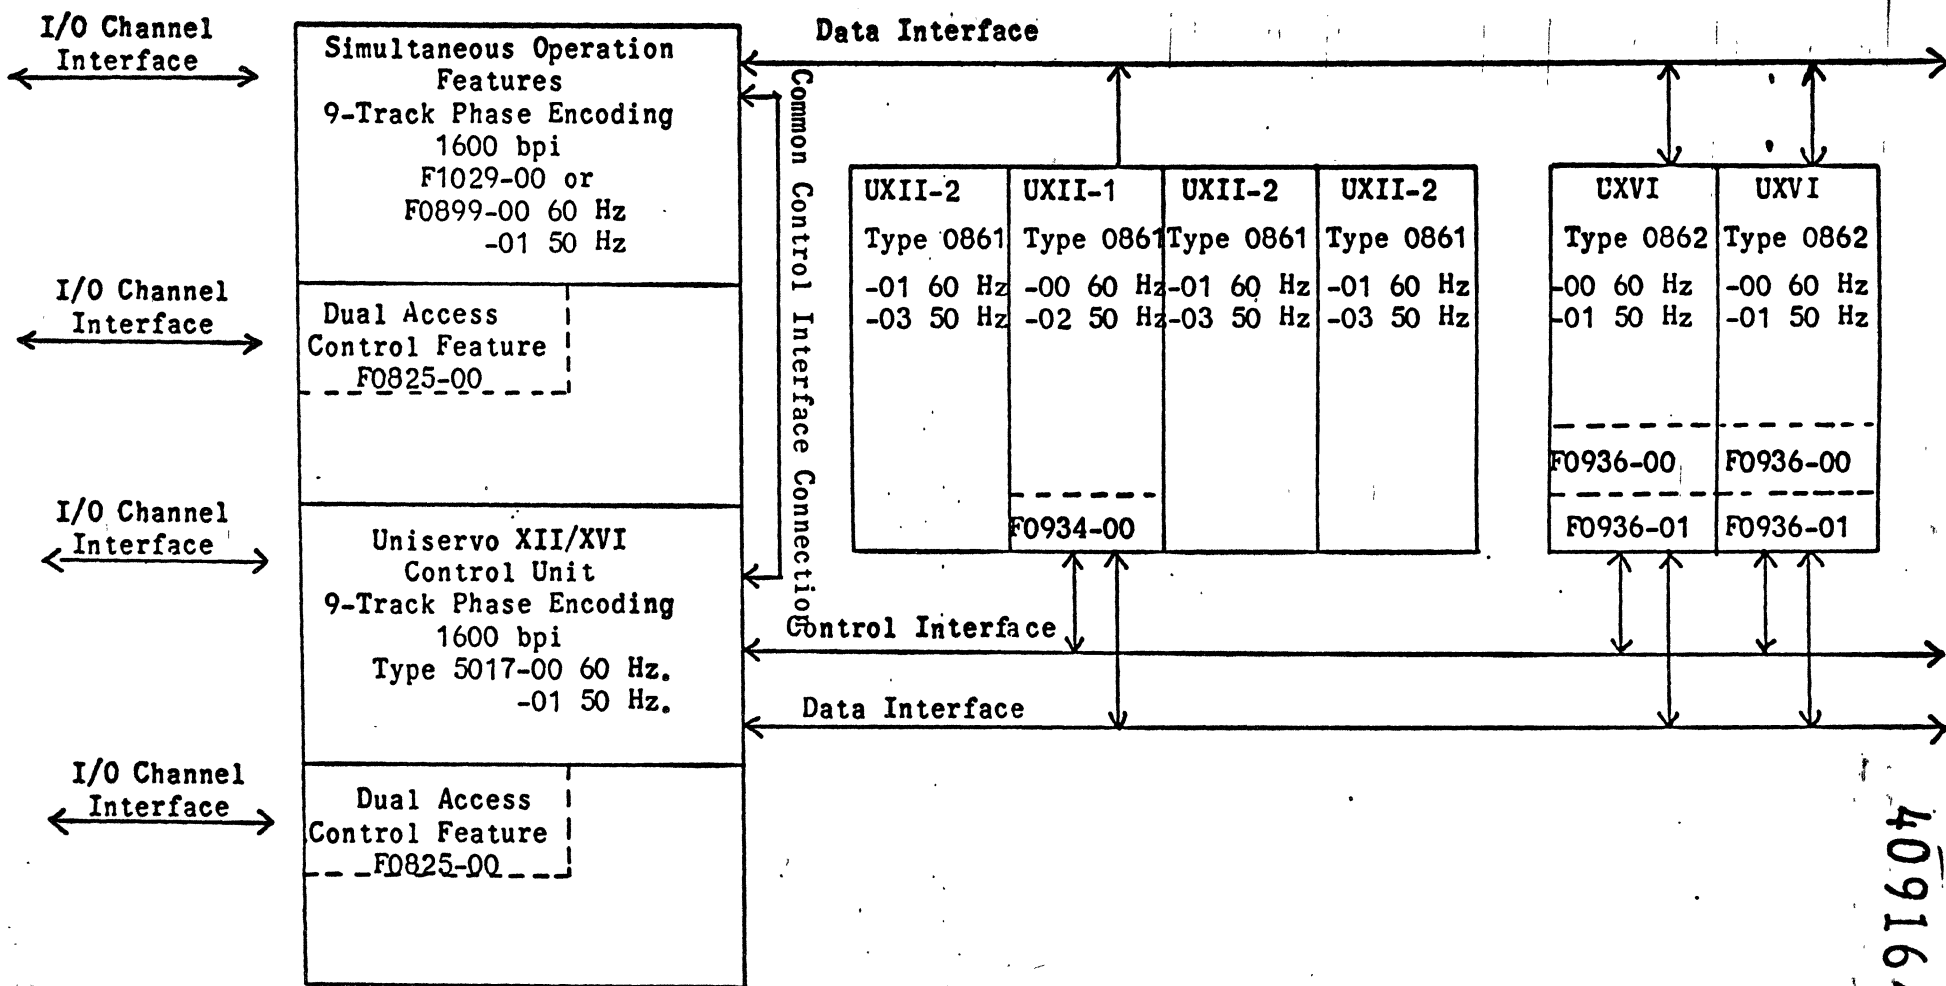 I/O Channel
Interface
Simultaneous Operation
Features
9-Track Phase Encoding
1600 bpi
F1029-00 or
F0899-00 60 Hz
-01 50 Hz
I/O Channel
Interface
Dual Access
Control Feature
F0825-00
I/O Channel
Interface
Uniservo XII/XVI
Control Unit
9-Track Phase Encoding
1600 bpi
Type 5017-00 60 Hz.
-01 50 Hz.
I/O Channel
Interface
Dual Access
Control Feature
F0825-00
Common Control Interface Connection
Data Interface
UXII-2
Type 0861
-01 60 Hz
-03 50 Hz
UXII-1
Type 0861
-00 60 Hz
-02 50 Hz
F0934-00
UXII-2
Type 0861
-01 60 Hz
-03 50 Hz
UXII-2
Type 0861
-01 60 Hz
-03 50 Hz
UXVI
Type 0862
-00 60 Hz
-01 50 Hz
F0936-00
F0936-01
UXVI
Type 0862
-00 60 Hz
-01 50 Hz
F0936-00
F0936-01
Control Interface
Data Interface
40916